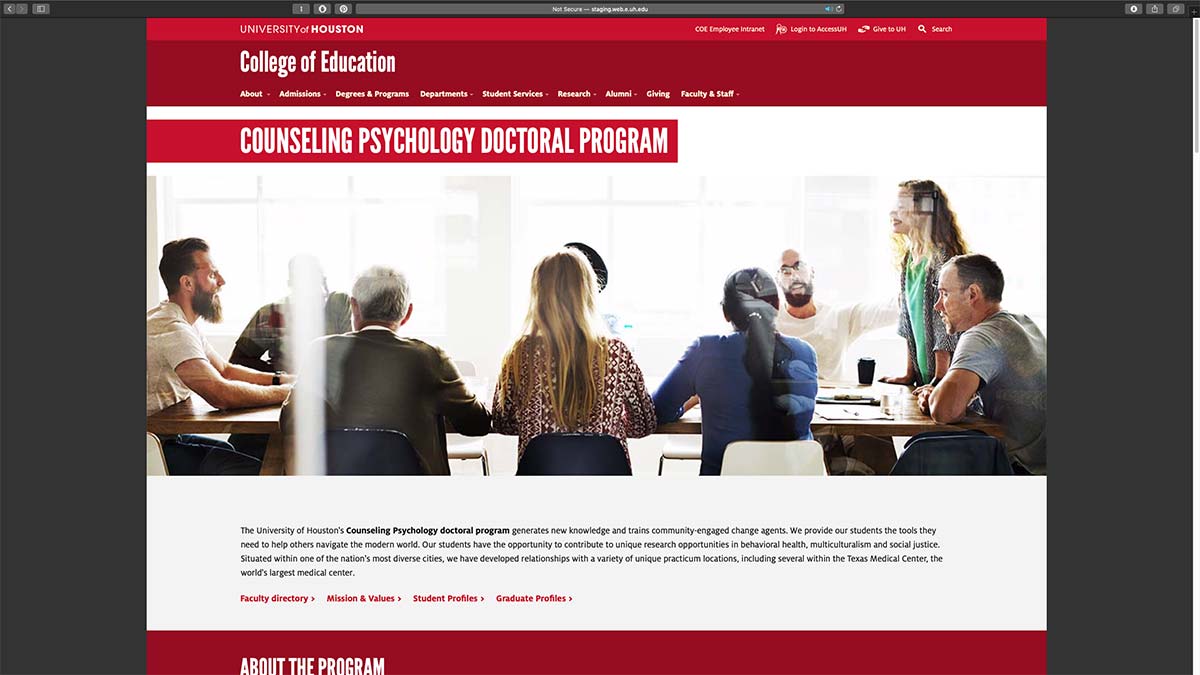 Not Secure — staging.web.e.uh.edu
UNIVERSITY of HOUSTON
COE Employee Intranet Login to AccessUH Give to UH Search
College of Education
About Admissions Degrees & Programs Departments Student Services Research Alumni Giving Faculty & Staff
COUNSELING PSYCHOLOGY DOCTORAL PROGRAM
The University of Houston's Counseling Psychology doctoral program generates new knowledge and trains community-engaged change agents. We provide our students the tools they
need to help others navigate the modern world. Our students have the opportunity to contribute to unique research opportunities in behavioral health, multiculturalism and social justice.
Situated within one of the nation's most diverse cities, we have developed relationships with a variety of unique practicum locations, including several within the Texas Medical Center, the
world's largest medical center.
Faculty directory > Mission & Values > Student Profiles > Graduate Profiles >
ABOUT THE PROGRAM